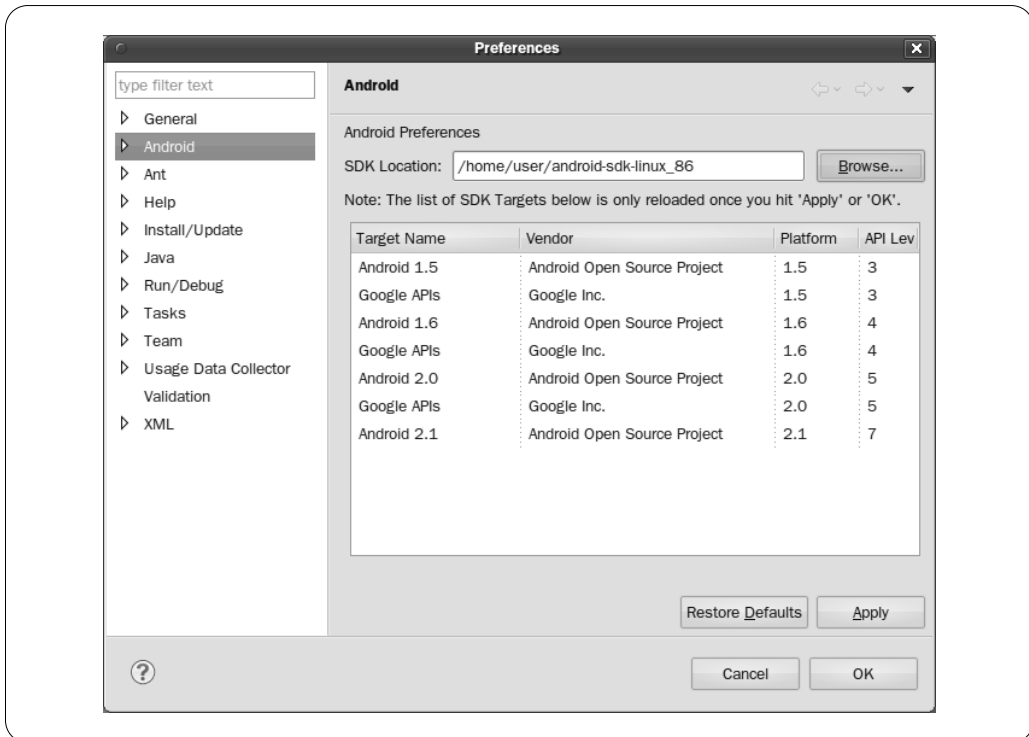 Preferences
type filter text
General
Android
Ant
Help
Install/Update
Java
Run/Debug
Tasks
Team
Usage Data Collector
Validation
XML
Android
Android Preferences
SDK Location: /home/user/android-sdk-linux_86 Browse...
Note: The list of SDK Targets below is only reloaded once you hit 'Apply' or 'OK'.
Target Name Vendor Platform API Lev
Android 1.5 Android Open Source Project 1.5 3
Google APIs Google Inc. 1.5 3
Android 1.6 Android Open Source Project 1.6 4
Google APIs Google Inc. 1.6 4
Android 2.0 Android Open Source Project 2.0 5
Google APIs Google Inc. 2.0 5
Android 2.1 Android Open Source Project 2.1 7
Restore Defaults Apply
? Cancel OK